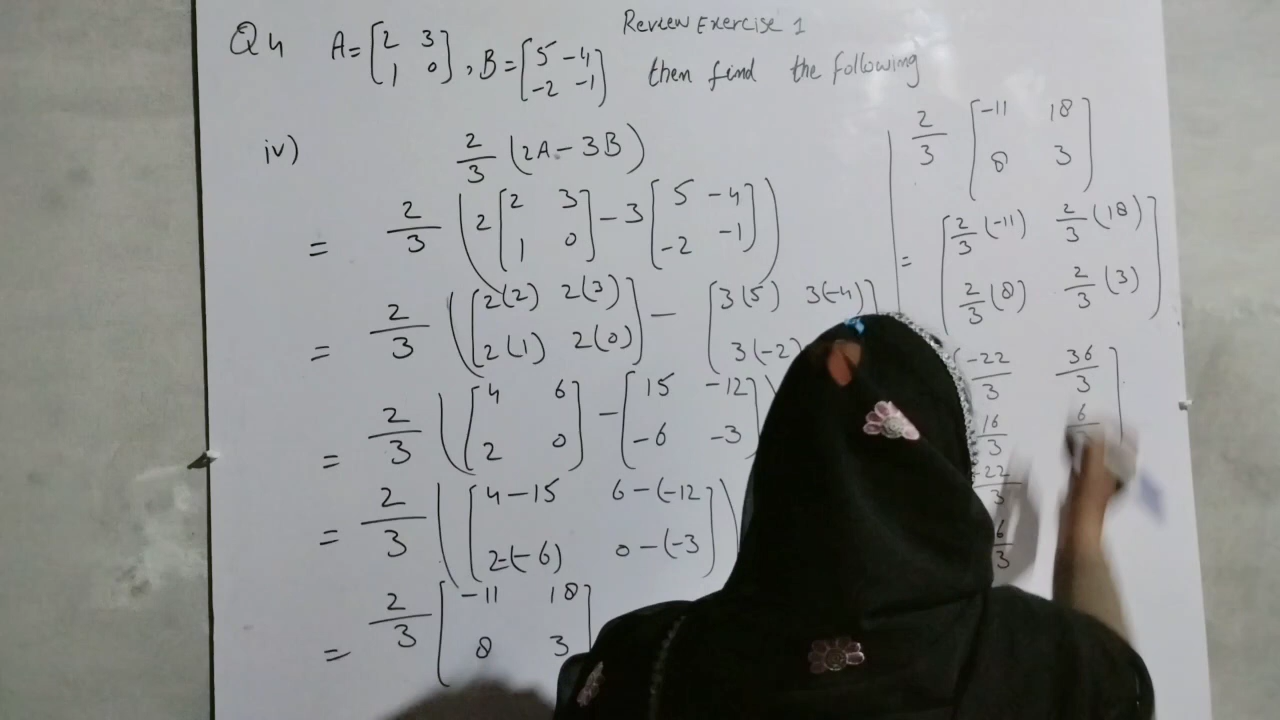 Review Exercise 1
Q4 A = [2 3 1 0], B = [5 -4 -2 -1] then find the following
iv) 2/3 (2A - 3B)
= 2/3 (2 [2 3 1 0] - 3 [5 -4 -2 -1])
= 2/3 ([2(2) 2(3) 2(1) 2(0)] - [3(5) 3(-4) 3(-2)
= 2/3 ([4 6 2 0] - [15 -12 -6 -3]
= 2/3 ([4-15 6-(-12 2-(-6) 0-(-3])
= 2/3 [-11 18 8 3]
2/3 [-11 18 8 3]
= [2/3 (-11) 2/3 (18) 2/3 (8) 2/3 (3)]
-22/3 36/3 16/3 6
-22/3
6/3